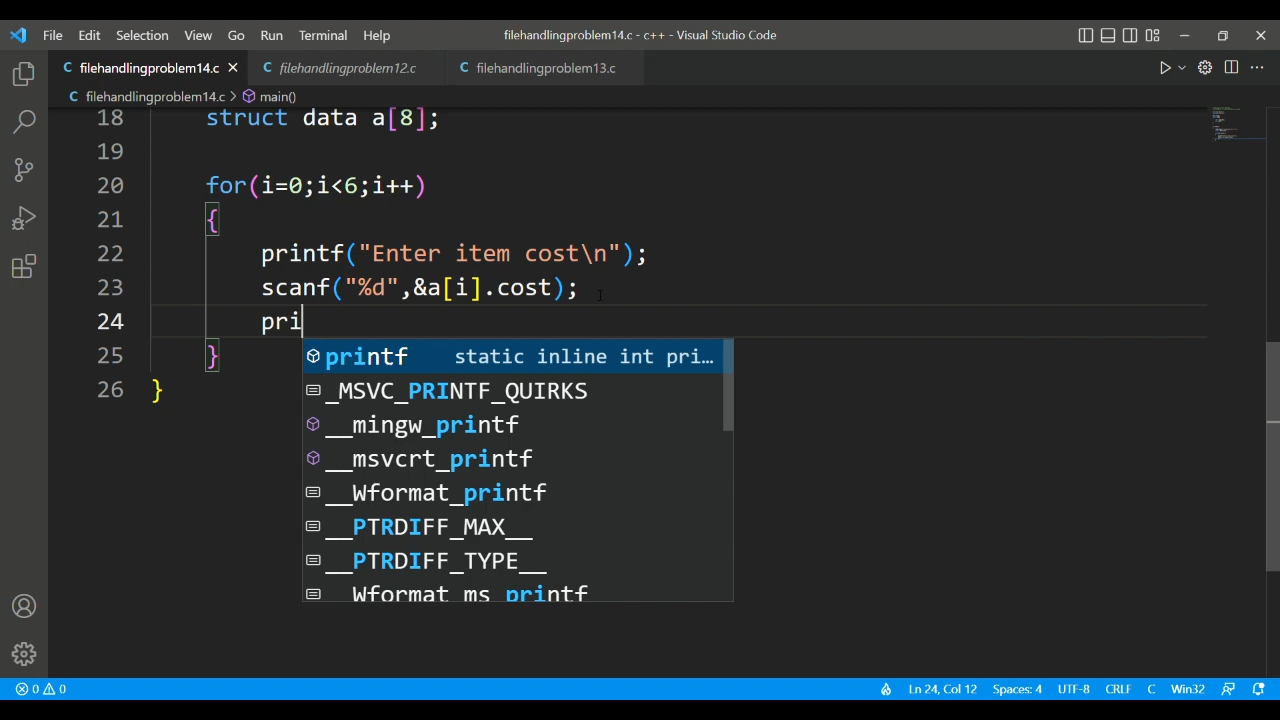 File Edit Selection View Go Run Terminal Help filehandlingproblem14.c - c++ - Visual Studio Code
C filehandlingproblem14.c × C filehandlingproblem12.c C filehandlingproblem13.c
C filehandlingproblem14.c > main()
18 struct data a[8];
19
20 for(i=0;i<6;i++)
21 {
22 printf("Enter item cost\n");
23 scanf("%d",&a[i].cost);
24 pri
25 }
26 }
printf static inline int pri…
_MSVC_PRINTF_QUIRKS
__mingw_printf
__msvcrt_printf
__Wformat_printf
__PTRDIFF_MAX__
__PTRDIFF_TYPE__
__Wformat_ms_printf
0 0 Ln 24, Col 12 Spaces: 4 UTF-8 CRLF C Win32